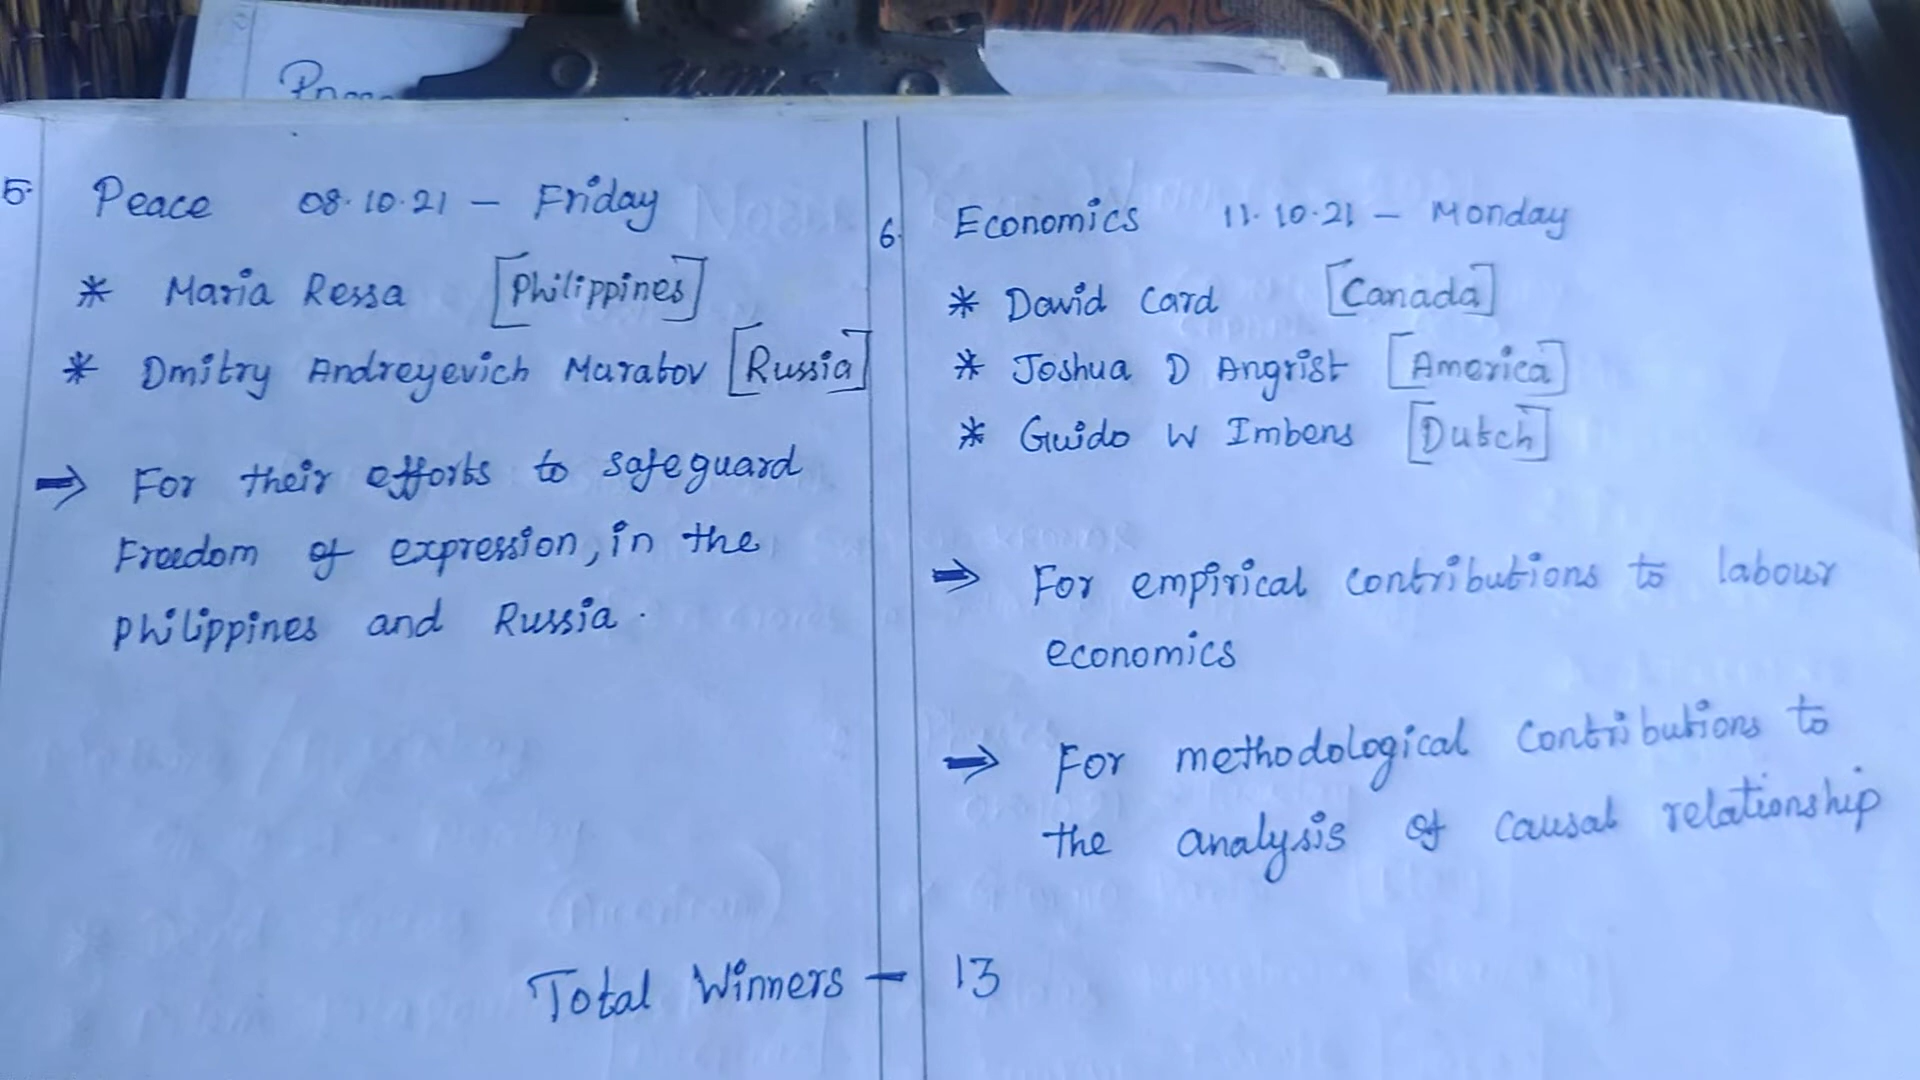 5. Peace 08.10.21 - Friday
* Maria Ressa [Philippines]
* Dmitry Andreyevich Muratov [Russia]
⇒ For their efforts to safeguard
Freedom of expression, in the
philippines and Russia.
6. Economics 11.10.21 - Monday
* David Card [Canada]
* Joshua D Angrist [America]
* Guido W Imbens [Dutch]
⇒ For empirical contributions to labour
economics
⇒ For methodological contributions to
the analysis of causal relationship
Total Winners - 13